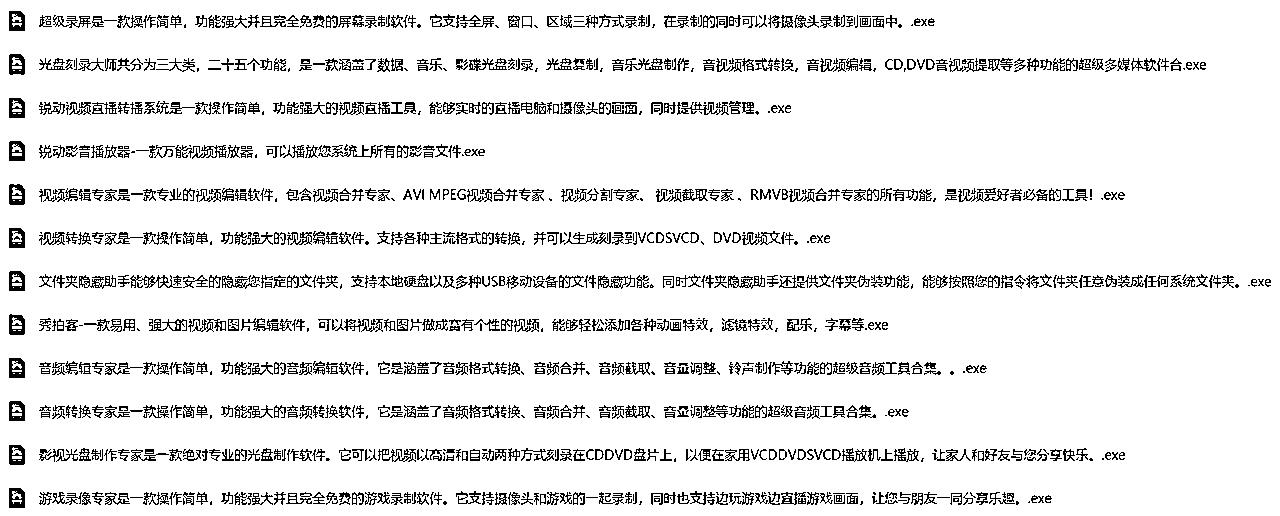 超级录屏是一款操作简单，功能强大并且完全免费的屏幕录制软件。它支持全屏、窗口、区域三种方式录制，在录制的同时可以将摄像头录制到画面中。.exe
光盘刻录大师共分为三大类，二十五个功能，是一款涵盖了数据、音乐、影碟光盘刻录，光盘复制，音乐光盘制作，音视频格式转换，音视频编辑，CD,DVD音视频提取等多种功能的超级多媒体软件台.exe
锐动视频直播转播系统是一款操作简单，功能强大的视频直播工具，能够实时的直播电脑和摄像头的画面，同时提供视频管理。.exe
锐动影音播放器-一款万能视频播放器，可以播放您系统上所有的影音文件.exe
视频编辑专家是一款专业的视频编辑软件，包含视频合并专家、AVI MPEG视频合并专家 、视频分割专家、 视频截取专家 、RMVB视频合并专家的所有功能，是视频爱好者必备的工具！.exe
视频转换专家是一款操作简单，功能强大的视频编辑软件。支持各种主流格式的转换，并可以生成刻录到VCDSVCD、DVD视频文件。.exe
文件夹隐藏助手能够快速安全的隐藏您指定的文件夹，支持本地硬盘以及多种USB移动设备的文件隐藏功能。同时文件夹隐藏助手还提供文件夹伪装功能，能够按照您的指令将文件夹任意伪装成任何系统文件夹。.exe
秀拍客-一款易用、强大的视频和图片编辑软件，可以将视频和图片做成富有个性的视频，能够轻松添加各种动画特效，滤镜特效，配乐，字幕等.exe
音频编辑专家是一款操作简单，功能强大的音频编辑软件，它是涵盖了音频格式转换、音频合并、音频截取、音量调整、铃声制作等功能的超级音频工具合集。。.exe
音频转换专家是一款操作简单，功能强大的音频转换软件，它是涵盖了音频格式转换、音频合并、音频截取、音量调整等功能的超级音频工具合集。.exe
影视光盘制作专家是一款绝对专业的光盘制作软件。它可以把视频以高清和自动两种方式刻录在CDDVD盘片上，以便在家用VCDDVDSVCD播放机上播放，让家人和好友与您分享快乐。.exe
游戏录像专家是一款操作简单，功能强大并且完全免费的游戏录制软件。它支持摄像头和游戏的一起录制，同时也支持边玩游戏边直播游戏画面，让您与朋友一同分享乐趣。.exe